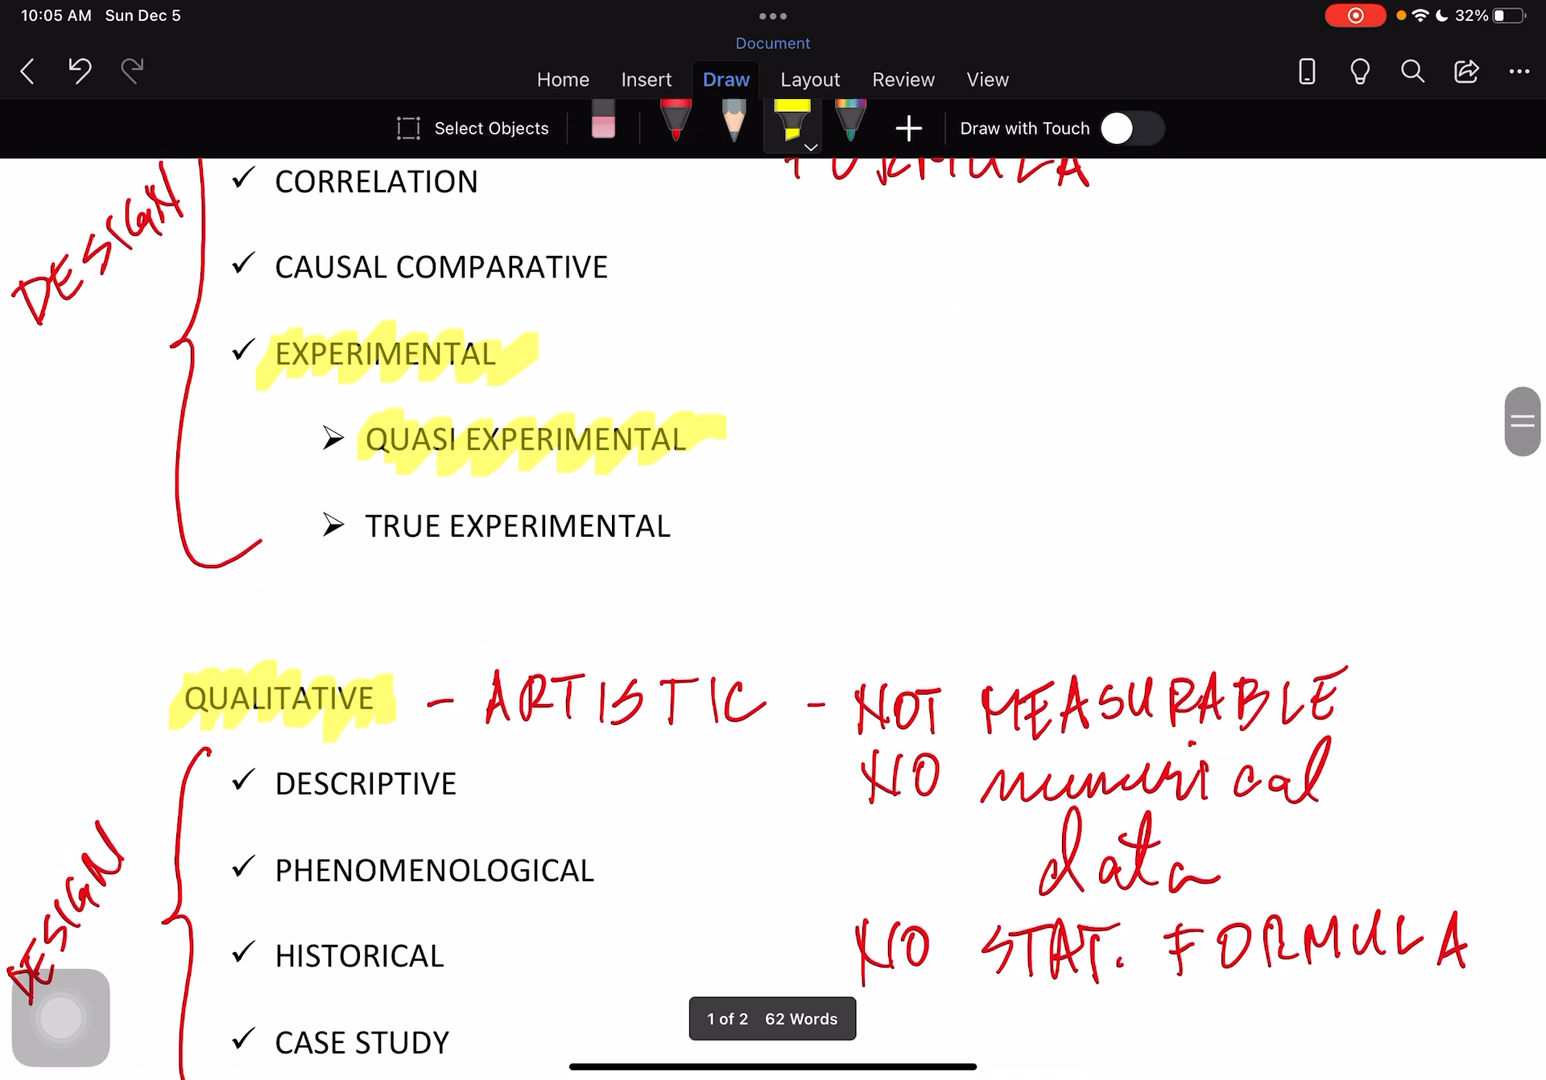 10:05 AM Sun Dec 5
32%
Document
Home Insert Draw Layout Review View
Select Objects
Draw with Touch
FORMULA
✓ CORRELATION
DESIGN
✓ CAUSAL COMPARATIVE
✓ EXPERIMENTAL
➢ QUASI EXPERIMENTAL
➢ TRUE EXPERIMENTAL
QUALITATIVE - ARTISTIC - NOT MEASURABLE
✓ DESCRIPTIVE
NO numurical
✓ PHENOMENOLOGICAL
data
DESIGN
✓ HISTORICAL
NO STAT. FORMULA
✓ CASE STUDY
1 of 2 62 Words